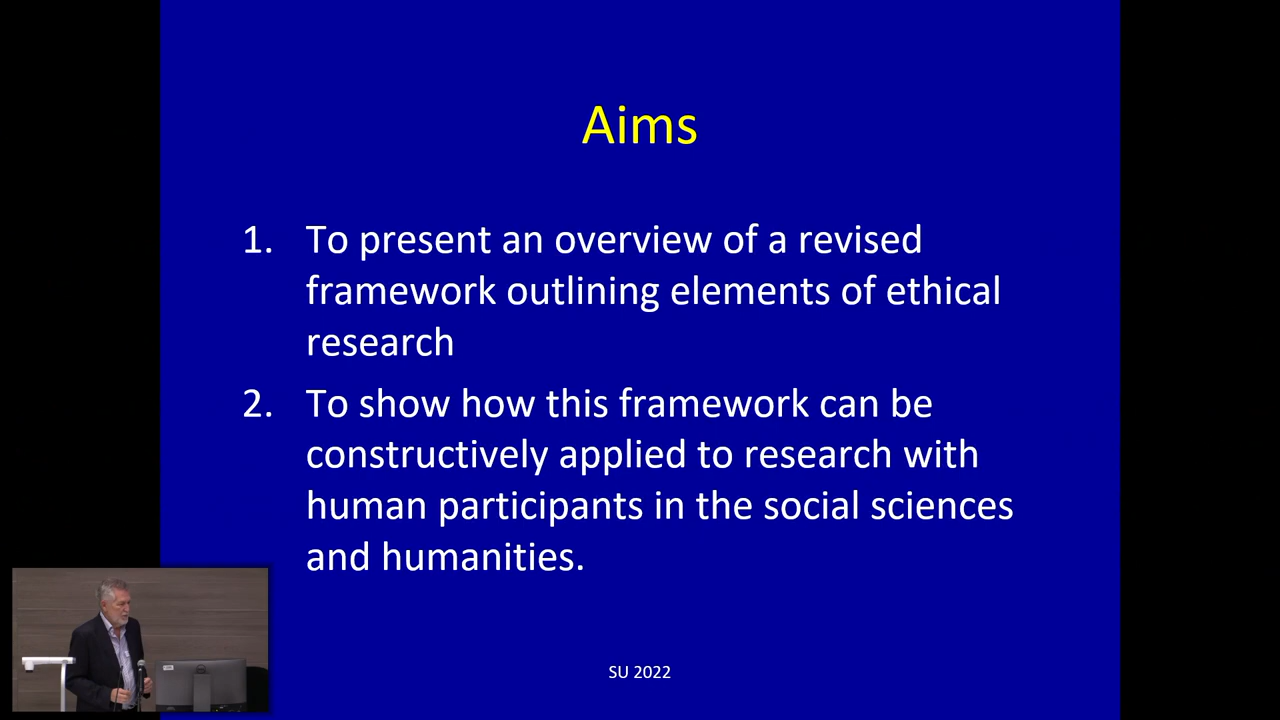 Aims
1. To present an overview of a revised
framework outlining elements of ethical
research
2. To show how this framework can be
constructively applied to research with
human participants in the social sciences
and humanities.
SU 2022